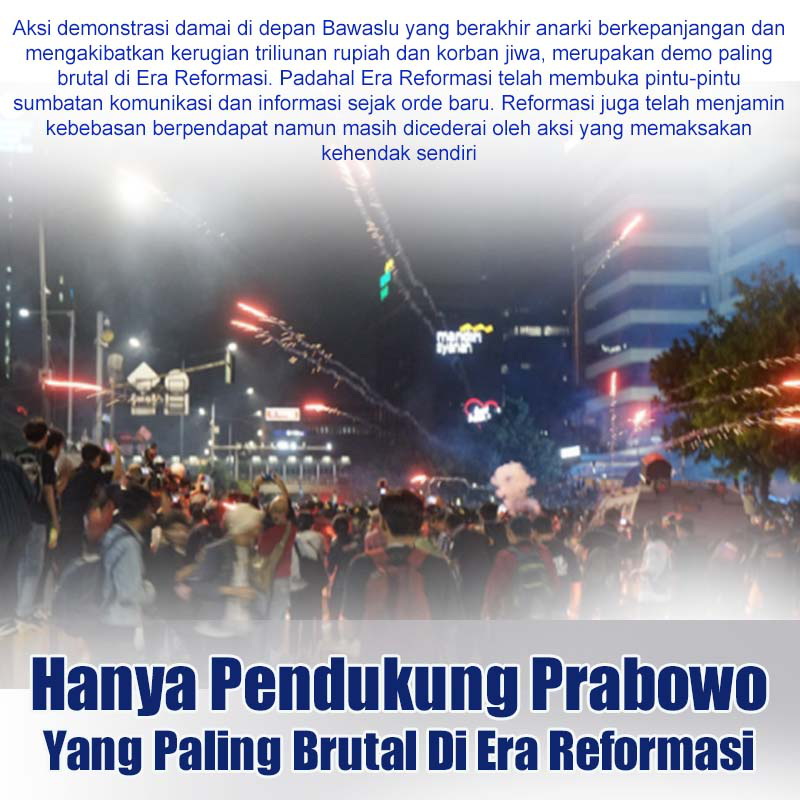 Aksi demonstrasi damai di depan Bawaslu yang berakhir anarki berkepanjangan dan
mengakibatkan kerugian triliunan rupiah dan korban jiwa, merupakan demo paling
brutal di Era Reformasi. Padahal Era Reformasi telah membuka pintu-pintu
sumbatan komunikasi dan informasi sejak orde baru. Reformasi juga telah menjamin
kebebasan berpendapat namun masih dicederai oleh aksi yang memaksakan
kehendak sendiri
mandiri
syariah
Hanya Pendukung Prabowo
Yang Paling Brutal Di Era Reformasi